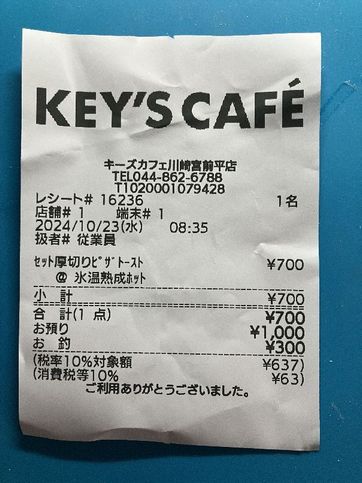 KEY'S CAFÉ
キーズカフェ川崎宮前平店
TEL044-862-6788
T1020001079428
レシート# 16236 1名
店舗# 1 端末# 1
2024/10/23(水) 08:35
扱者# 従業員
セット厚切りピザトースト ¥700
@ 氷温熟成ホット
小 計 ¥700
合 計(1 点) ¥700
お預り ¥1,000
お 釣 ¥300
(税率10%対象額 ¥637)
(消費税等10% ¥63)
ご利用ありがとうございました。